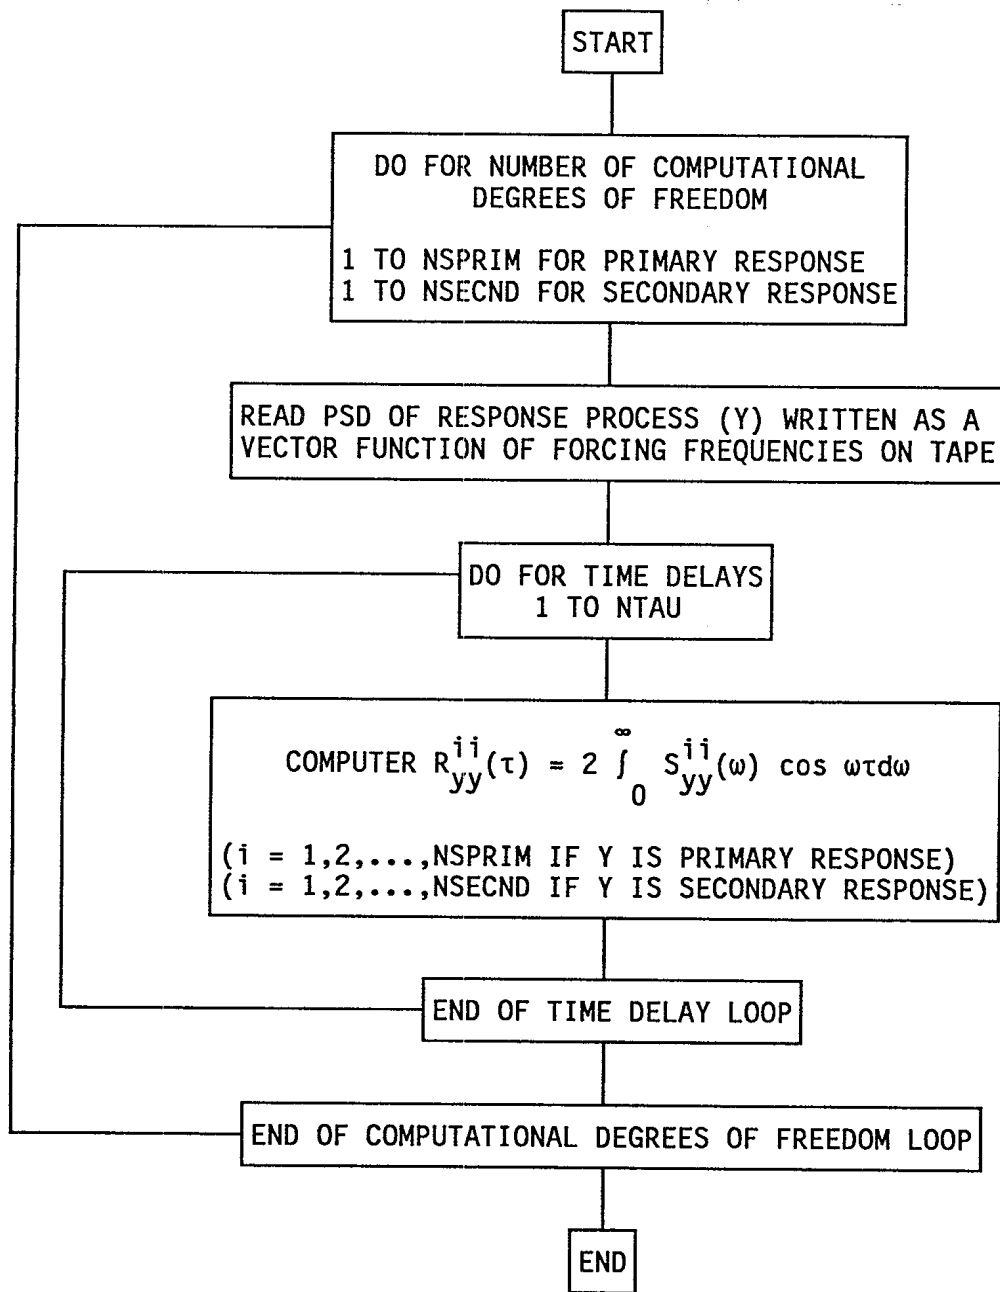 START
DO FOR NUMBER OF COMPUTATIONAL
DEGREES OF FREEDOM
1 TO NSPRIM FOR PRIMARY RESPONSE
1 TO NSECND FOR SECONDARY RESPONSE
READ PSD OF RESPONSE PROCESS (Y) WRITTEN AS A
VECTOR FUNCTION OF FORCING FREQUENCIES ON TAPE
DO FOR TIME DELAYS
1 TO NTAU
COMPUTER R^{ii}_{yy}(τ) = 2 ∫_0^∞ S^{ii}_{yy}(ω) cos ωτdω
(i = 1,2,...,NSPRIM IF Y IS PRIMARY RESPONSE)
(i = 1,2,...,NSECND IF Y IS SECONDARY RESPONSE)
END OF TIME DELAY LOOP
END OF COMPUTATIONAL DEGREES OF FREEDOM LOOP
END